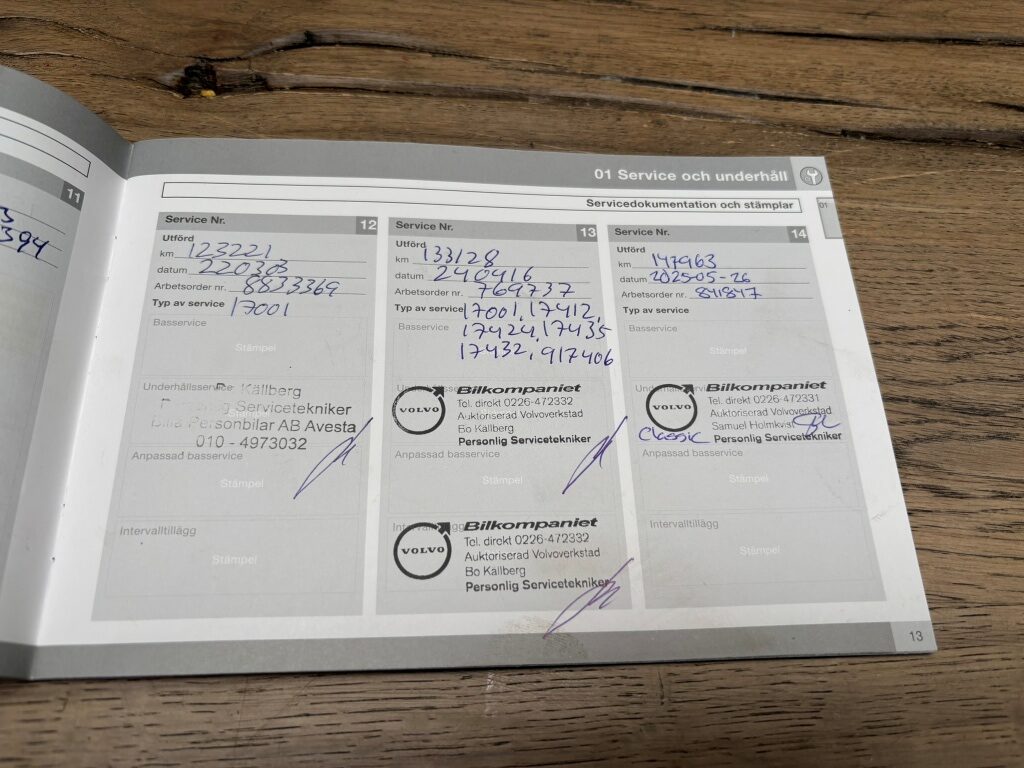 11
394
01 Service och underhåll
Servicedokumentation och stämplar
01
Service Nr. 12
Utförd
km 123221
datum 220303
Arbetsorder nr. 8833369
Typ av service 17001
Basservice
Stämpel
Underhållsservice
Källberg
Servicetekniker
Bilia Personbilar AB Avesta
010 - 4973032
Anpassad basservice
Stämpel
Intervalltillägg
Stämpel
Service Nr. 13
Utförd
km 133128
datum 240416
Arbetsorder nr. 769737
Typ av service 17001, 17412,
17424, 17435
Basservice
17432, 917406
VOLVO
Bilkompaniet
Tel. direkt 0226-472332
Auktoriserad Volvoverkstad
Bo Källberg
Personlig Servicetekniker
Anpassad basservice
Stämpel
VOLVO
Bilkompaniet
Tel. direkt 0226-472332
Auktoriserad Volvoverkstad
Bo Källberg
Personlig Servicetekniker
Service Nr. 14
Utförd
km 147963
datum 2025-05-26
Arbetsorder nr. 841847
Typ av service
Basservice
Stämpel
VOLVO
Bilkompaniet
Tel. direkt 0226-472331
Auktoriserad Volvoverkstad
Samuel Holmkvist
Classic Personlig Servicetekniker
Anpassad basservice
Stämpel
Intervalltillägg
Stämpel
13